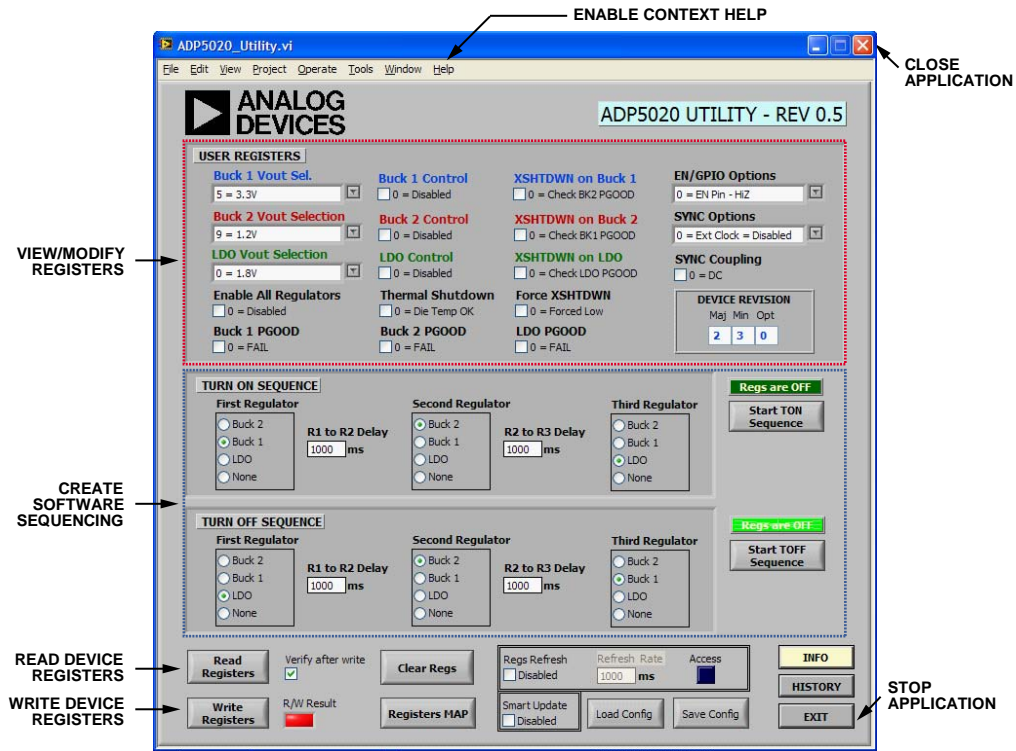 ENABLE CONTEXT HELP
ADP5020_Utility.vi
CLOSE
APPLICATION
File Edit View Project Operate Tools Window Help
ANALOG
DEVICES
ADP5020 UTILITY - REV 0.5
VIEW/MODIFY
REGISTERS
USER REGISTERS
Buck 1 Vout Sel.
5 = 3.3V
Buck 1 Control
0 = Disabled
XSHTDWN on Buck 1
0 = Check BK2 PGOOD
EN/GPIO Options
0 = EN Pin - HiZ
Buck 2 Vout Selection
9 = 1.2V
Buck 2 Control
0 = Disabled
XSHTDWN on Buck 2
0 = Check BK1 PGOOD
SYNC Options
0 = Ext Clock = Disabled
LDO Vout Selection
0 = 1.8V
LDO Control
0 = Disabled
XSHTDWN on LDO
0 = Check LDO PGOOD
SYNC Coupling
0 = DC
Enable All Regulators
0 = Disabled
Thermal Shutdown
0 = Die Temp OK
Force XSHTDWN
0 = Forced Low
DEVICE REVISION
Maj Min Opt
2 3 0
Buck 1 PGOOD
0 = FAIL
Buck 2 PGOOD
0 = FAIL
LDO PGOOD
0 = FAIL
CREATE
SOFTWARE
SEQUENCING
TURN ON SEQUENCE
First Regulator
Buck 2
Buck 1
LDO
None
R1 to R2 Delay
1000 ms
Second Regulator
Buck 2
Buck 1
LDO
None
R2 to R3 Delay
1000 ms
Third Regulator
Buck 2
Buck 1
LDO
None
Regs are OFF
Start TON
Sequence
TURN OFF SEQUENCE
First Regulator
Buck 2
Buck 1
LDO
None
R1 to R2 Delay
1000 ms
Second Regulator
Buck 2
Buck 1
LDO
None
R2 to R3 Delay
1000 ms
Third Regulator
Buck 2
Buck 1
LDO
None
Regs are OFF
Start TOFF
Sequence
READ DEVICE
REGISTERS
Read
Registers
Verify after write
Clear Regs
Regs Refresh
Disabled
Refresh Rate
1000 ms
Access
INFO
HISTORY
WRITE DEVICE
REGISTERS
Write
Registers
R/W Result
Registers MAP
Smart Update
Disabled
Load Config
Save Config
EXIT
STOP
APPLICATION